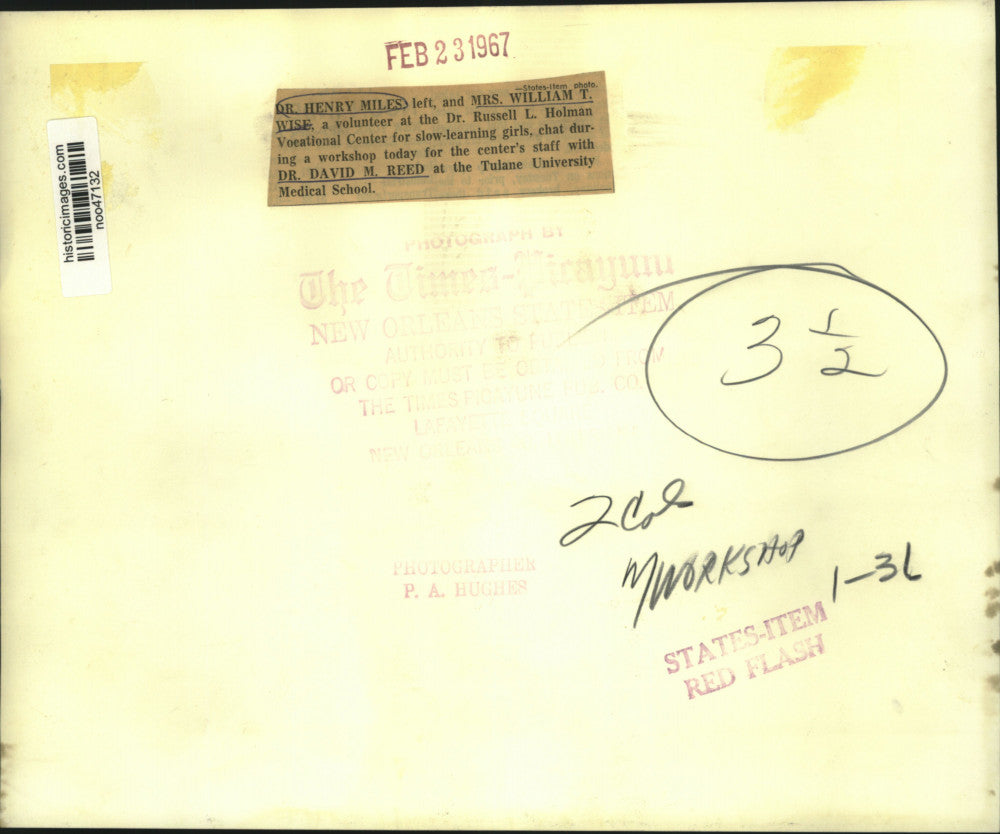 FEB 23 1967
—States-Item photo.
DR. HENRY MILES, left, and MRS. WILLIAM T.
WISE, a volunteer at the Dr. Russell L. Holman
Vocational Center for slow-learning girls, chat dur-
ing a workshop today for the center's staff with
DR. DAVID M. REED at the Tulane University
Medical School.
historicimages.com
noo47132
PHOTOGRAPH BY
The Times-Picayune
NEW ORLEANS STATES-ITEM
AUTHORITY TO
OR COPY MUST BE OBTAINED FROM
THE TIMES-PICAYUNE PUB. CO.
LAFAYETTE
NEW ORLEANS
3 1/2
2 Col
WORKSHOP
1-3L
PHOTOGRAPHER
P. A. HUGHES
STATES-ITEM
RED FLASH